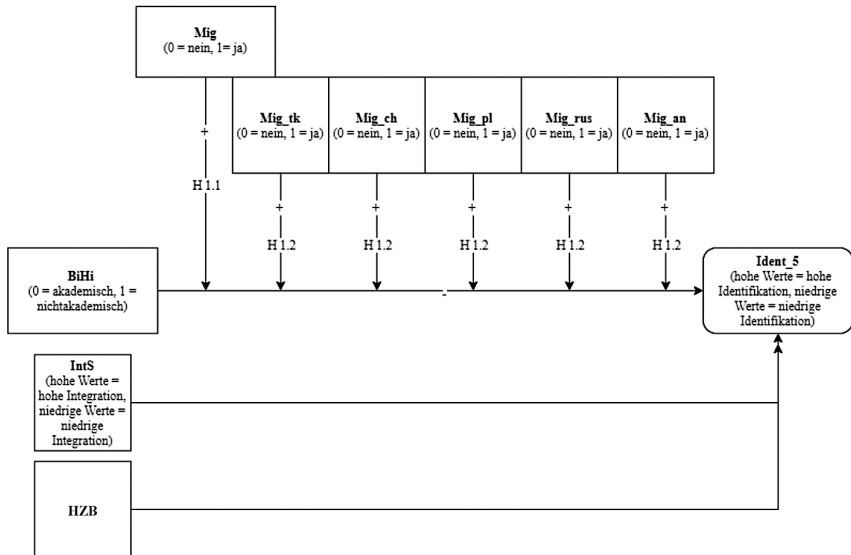 Mig
(0 = nein, 1= ja)
Mig_tk
(0 = nein, 1 = ja)
Mig_ch
(0 = nein, 1 = ja)
Mig_pl
(0 = nein, 1 = ja)
Mig_rus
(0 = nein, 1 = ja)
Mig_an
(0 = nein, 1 = ja)
+
H 1.1
+
H 1.2
+
H 1.2
+
H 1.2
+
H 1.2
+
H 1.2
BiHi
(0 = akademisch, 1 =
nichtakademisch)
-
Ident_5
(hohe Werte = hohe
Identifikation, niedrige
Werte = niedrige
Identifikation)
IntS
(hohe Werte =
hohe Integration,
niedrige Werte =
niedrige
Integration)
HZB